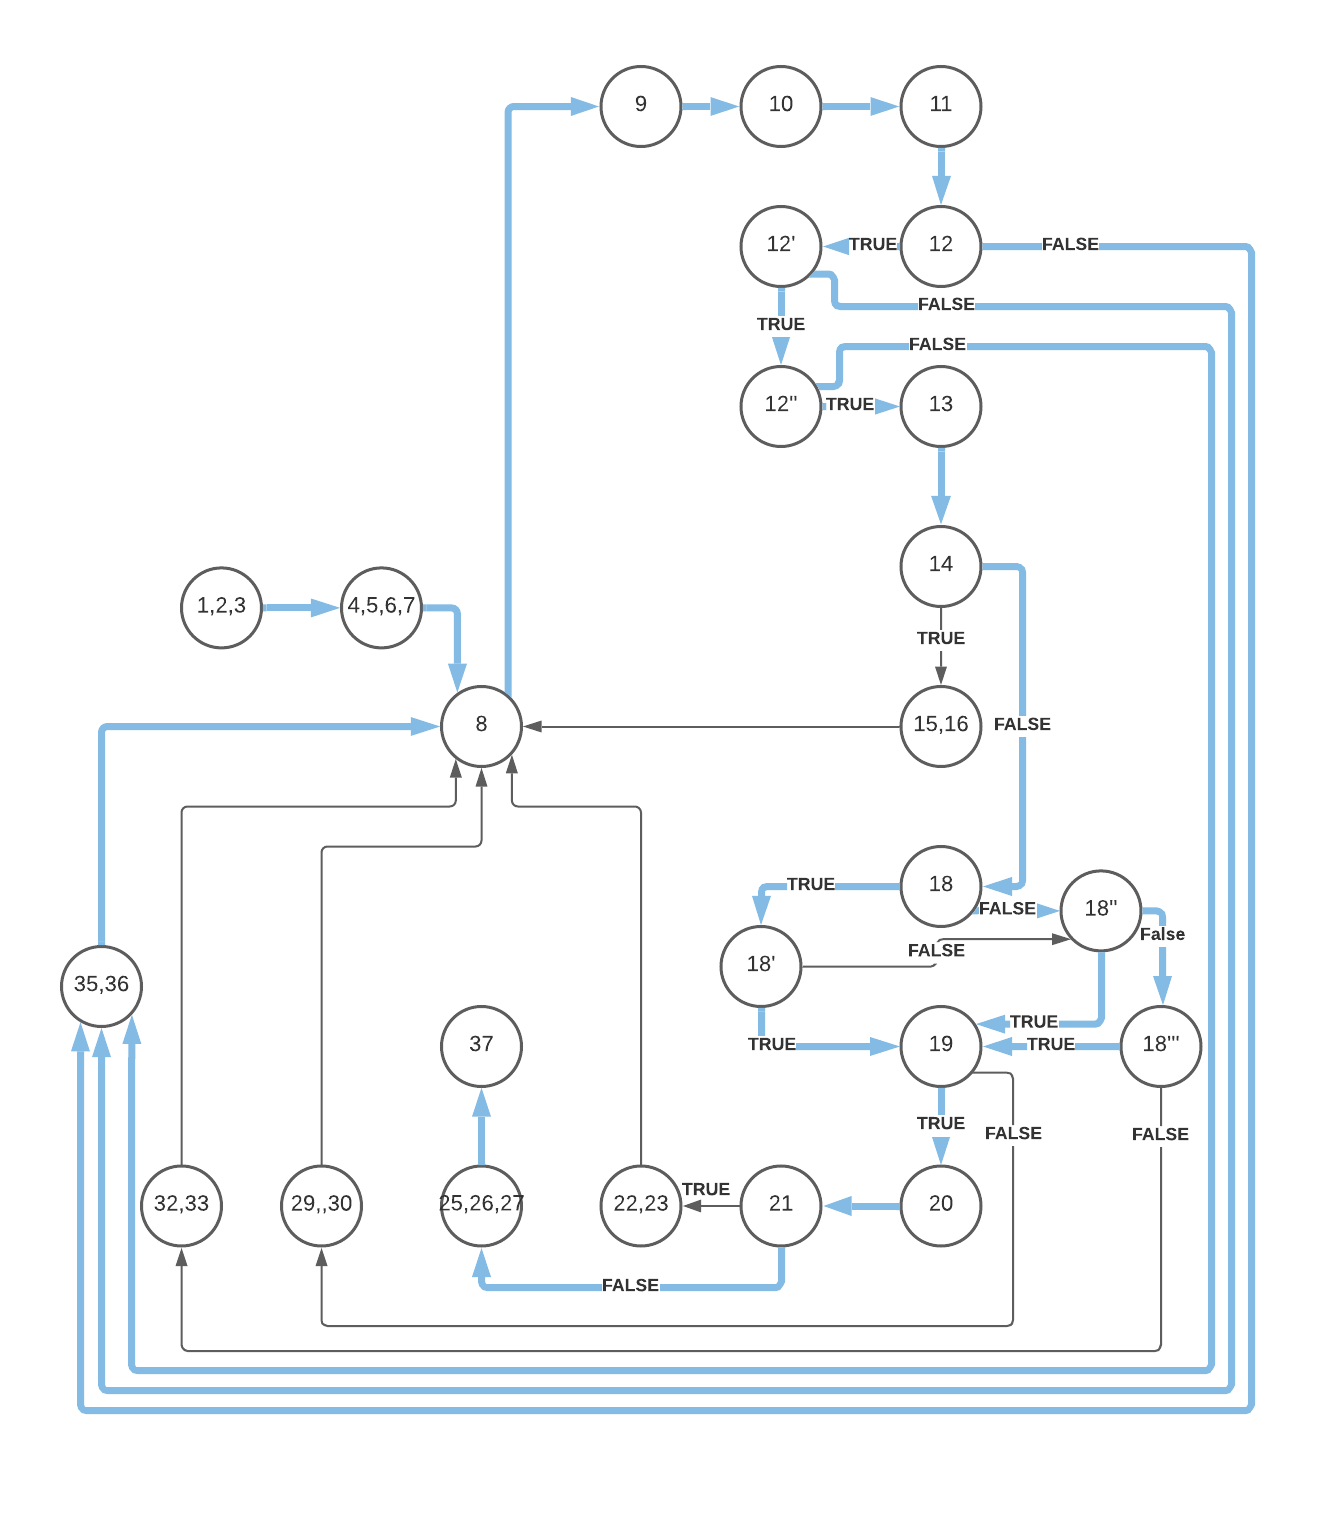 9
10
11
12'
TRUE
12
FALSE
FALSE
TRUE
FALSE
12"
TRUE
13
14
1,2,3
4,5,6,7
TRUE
8
15,16
FALSE
18
TRUE
FALSE
18"
False
FALSE
18'
35,36
TRUE
37
TRUE
19
TRUE
18'"
TRUE
FALSE
FALSE
32,33
29,,30
25,26,27
22,23
TRUE
21
20
FALSE